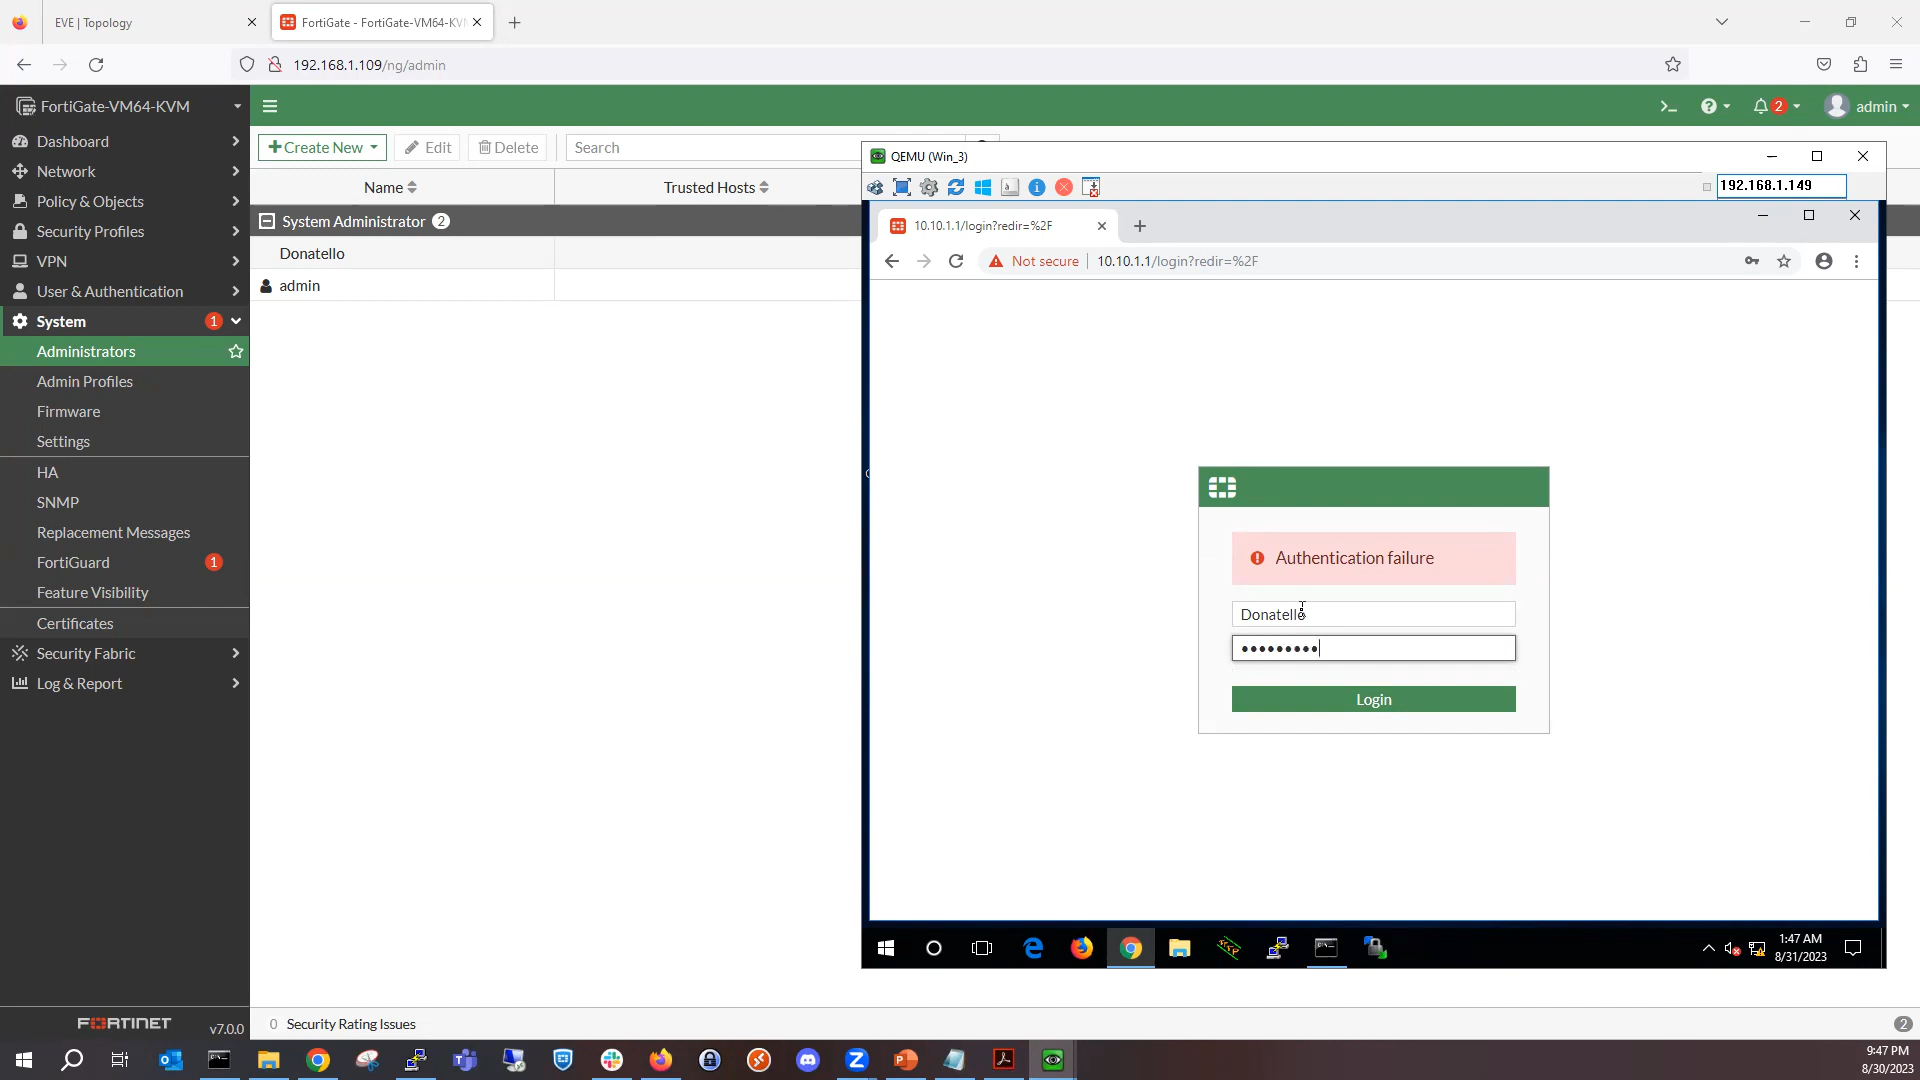 EVE | Topology
FortiGate - FortiGate-VM64-KV
192.168.1.109/ng/admin
FortiGate-VM64-KVM
2
admin
Dashboard
Network
Policy & Objects
Security Profiles
VPN
User & Authentication
System
1
Administrators
Admin Profiles
Firmware
Settings
HA
SNMP
Replacement Messages
FortiGuard
1
Feature Visibility
Certificates
Security Fabric
Log & Report
FORTINET
v7.0.0
Create New
Edit
Delete
Search
Name
Trusted Hosts
System Administrator 2
Donatello
admin
0 Security Rating Issues
2
QEMU (Win_3)
192.168.1.149
10.10.1.1/login?redir=%2F
Not secure
10.10.1.1/login?redir=%2F
Authentication failure
Donatello
Login
1:47 AM
8/31/2023
9:47 PM
8/30/2023